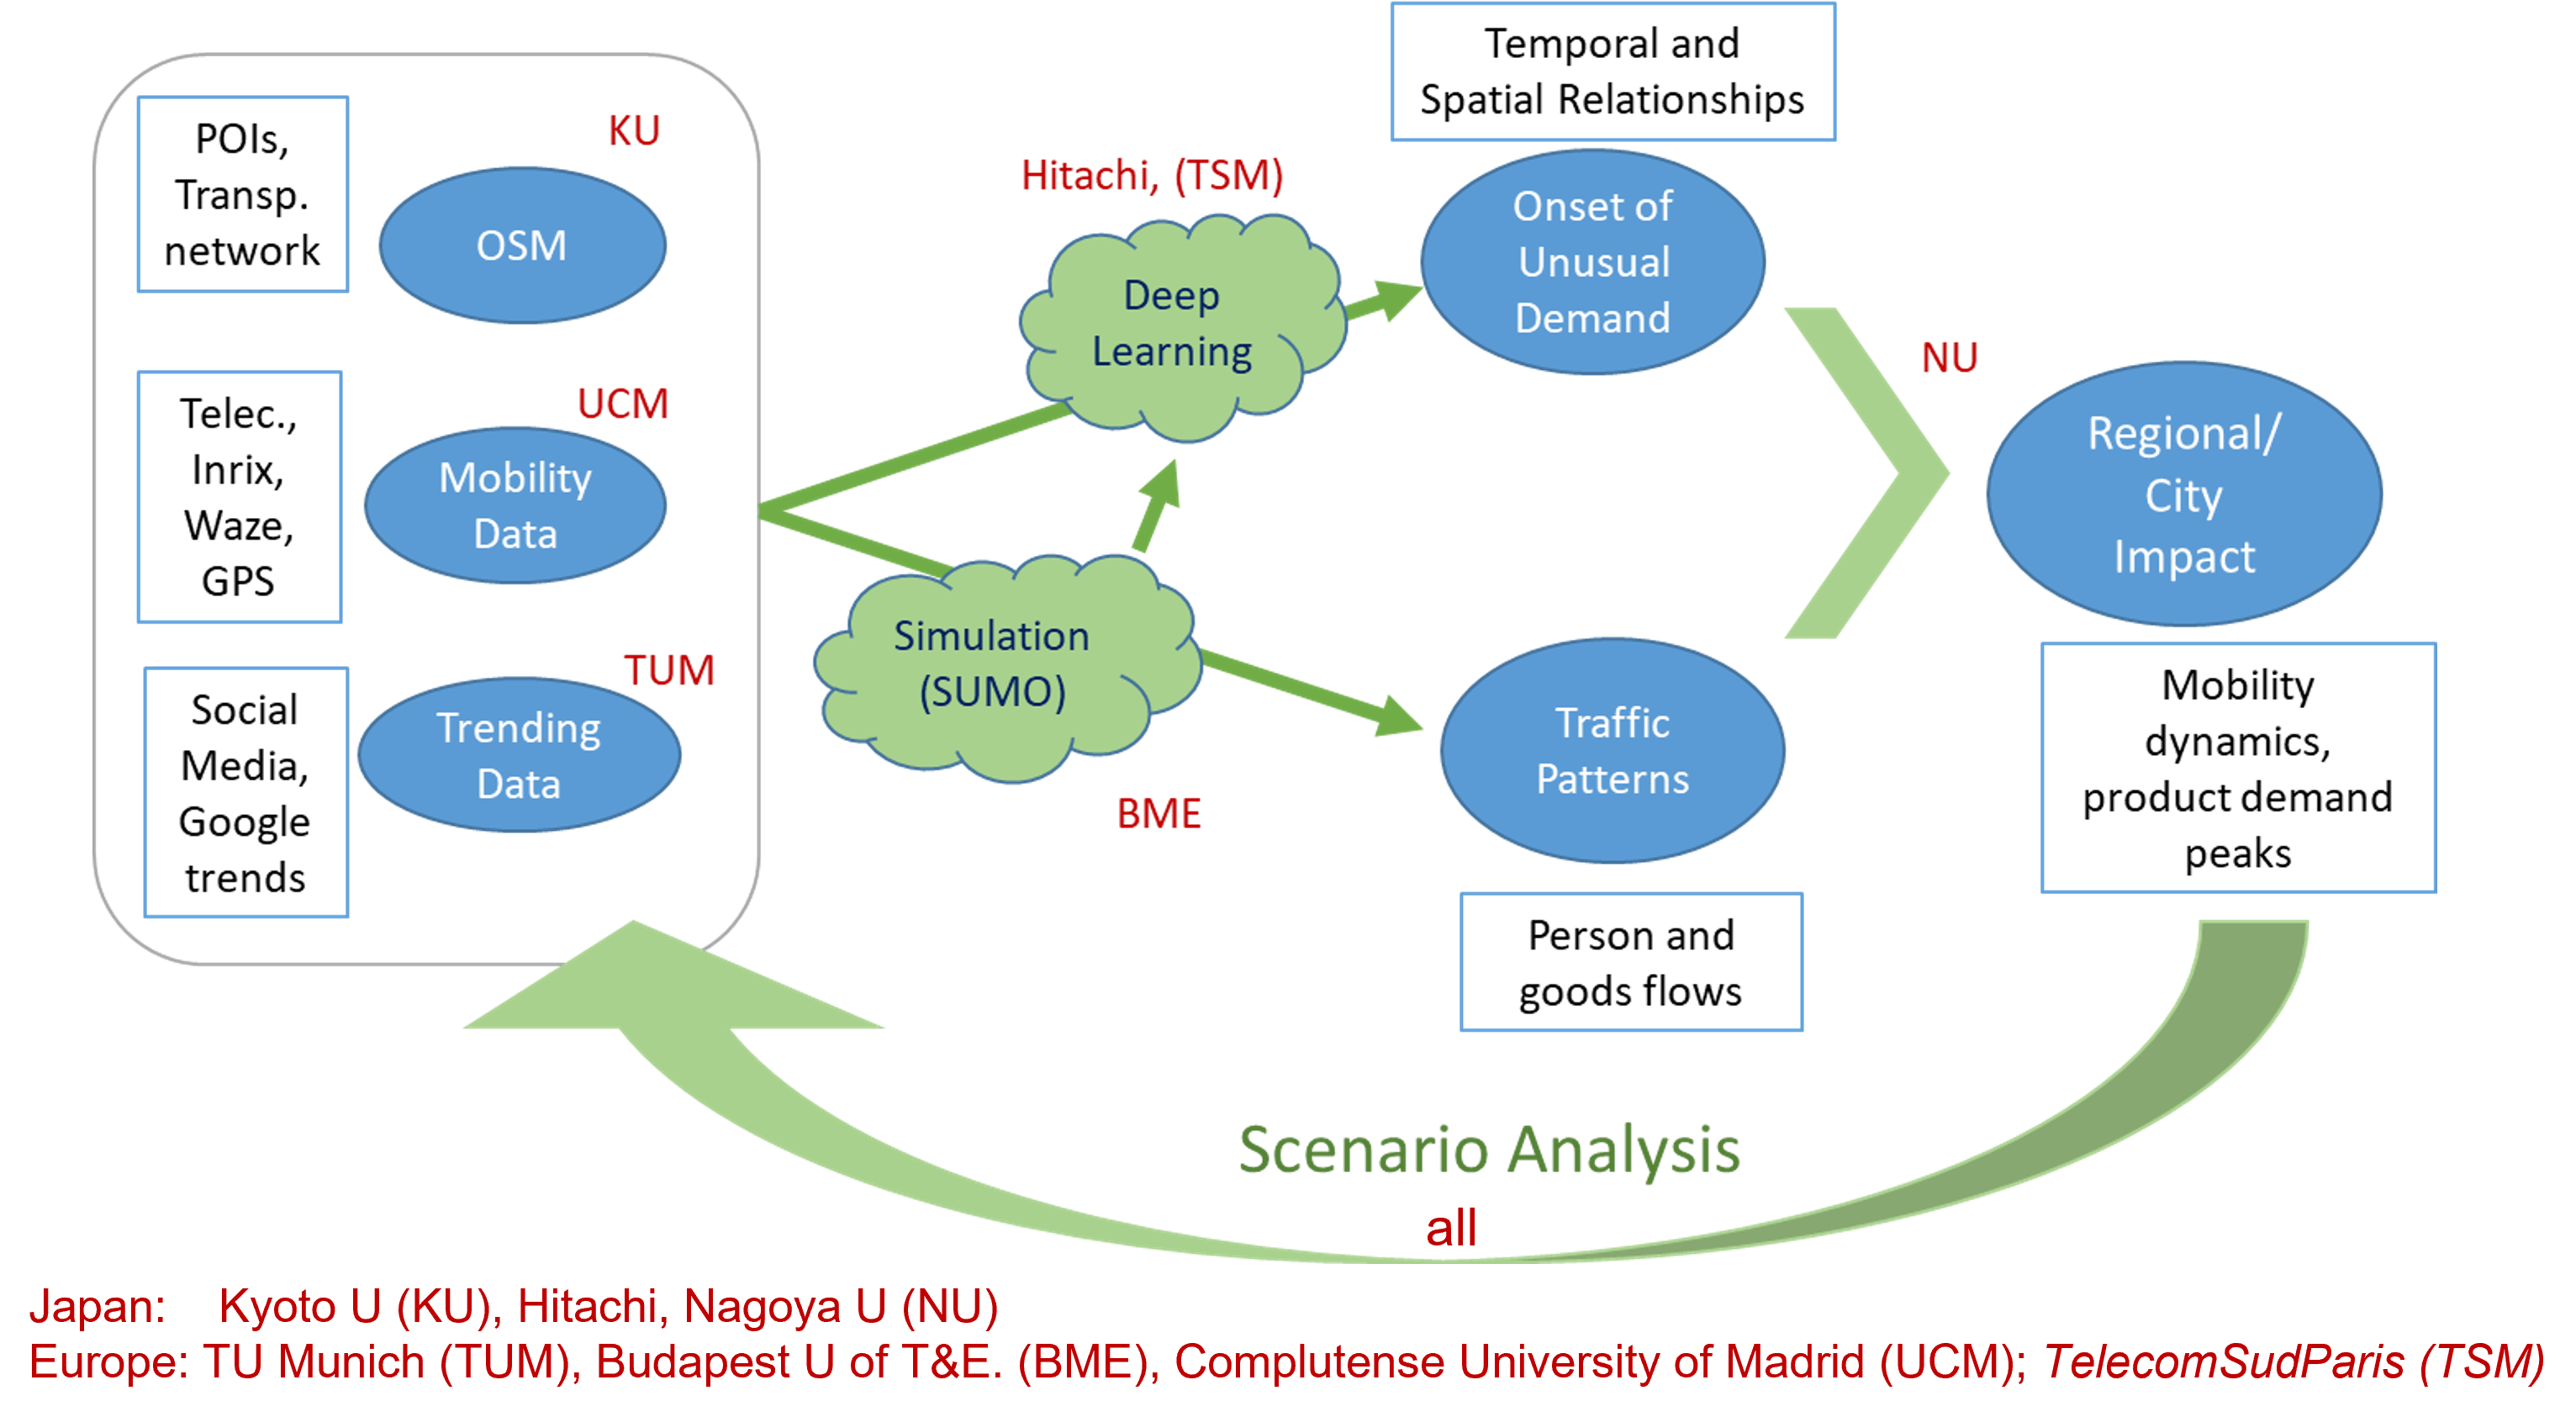 POIs,
Transp.
network
KU
OSM
Telec.,
Inrix,
Waze,
GPS
UCM
Mobility
Data
Social
Media,
Google
trends
TUM
Trending
Data
Hitachi, (TSM)
Deep
Learning
Simulation
(SUMO)
BME
Temporal and
Spatial Relationships
Onset of
Unusual
Demand
Traffic
Patterns
Person and
goods flows
NU
Regional/
City
Impact
Mobility
dynamics,
product demand
peaks
Scenario Analysis
all
Japan: Kyoto U (KU), Hitachi, Nagoya U (NU)
Europe: TU Munich (TUM), Budapest U of T&E. (BME), Complutense University of Madrid (UCM); TelecomSudParis (TSM)